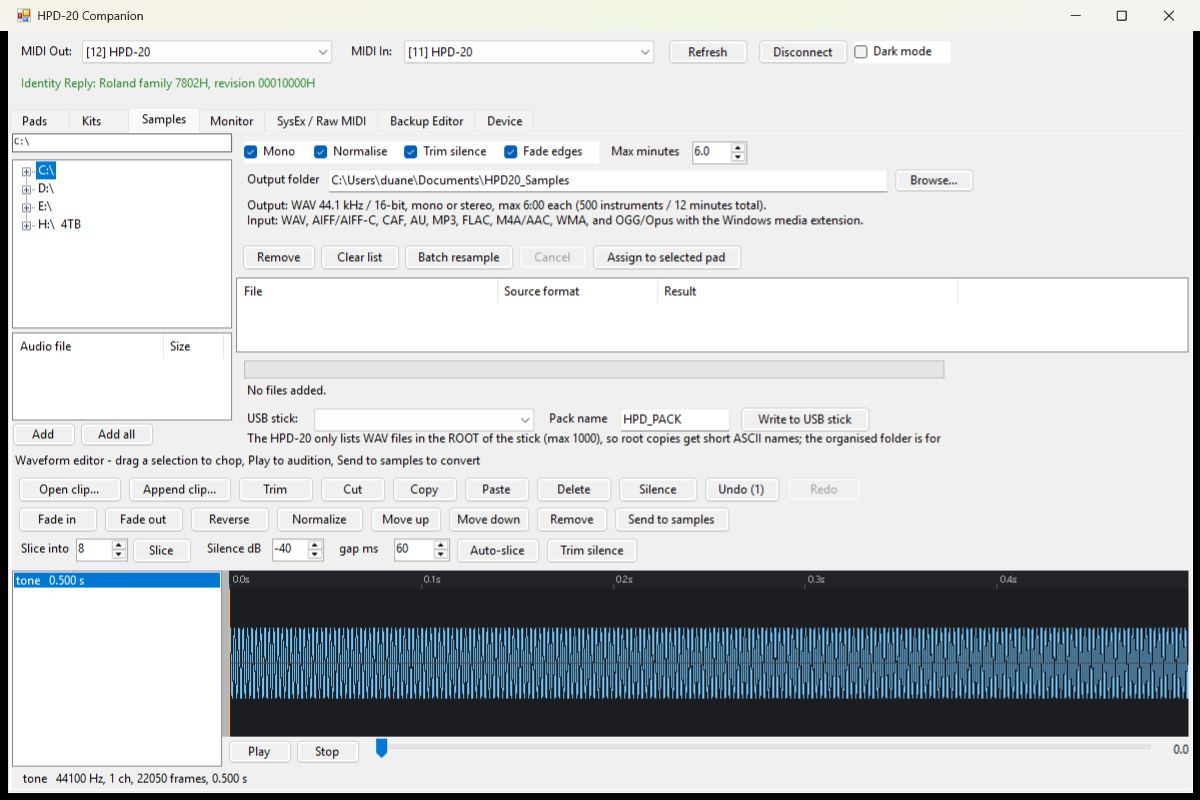 HPD-20 Companion
MIDI Out: [12] HPD-20 MIDI In: [11] HPD-20 Refresh Disconnect Dark mode
Identity Reply: Roland family 7802H, revision 00010000H
Pads Kits Samples Monitor SysEx / Raw MIDI Backup Editor Device
C:\
Mono Normalise Trim silence Fade edges Max minutes 6.0
C:\
D:\
E:\
H:\ 4TB
Output folder C:\Users\duane\Documents\HPD20_Samples Browse...
Output: WAV 44.1 kHz / 16-bit, mono or stereo, max 6:00 each (500 instruments / 12 minutes total).
Input: WAV, AIFF/AIFF-C, CAF, AU, MP3, FLAC, M4A/AAC, WMA, and OGG/Opus with the Windows media extension.
Remove Clear list Batch resample Cancel Assign to selected pad
File Source format Result
Audio file Size
No files added.
USB stick: Pack name HPD_PACK Write to USB stick
Add Add all
The HPD-20 only lists WAV files in the ROOT of the stick (max 1000), so root copies get short ASCII names; the organised folder is for
Waveform editor - drag a selection to chop, Play to audition, Send to samples to convert
Open clip... Append clip... Trim Cut Copy Paste Delete Silence Undo (1) Redo
Fade in Fade out Reverse Normalize Move up Move down Remove Send to samples
Slice into 8 Slice Silence dB -40 gap ms 60 Auto-slice Trim silence
tone 0.500 s
0.0s 0.1s 0.2s 0.3s 0.4s
Play Stop 0.0
tone 44100 Hz, 1 ch, 22050 frames, 0.500 s